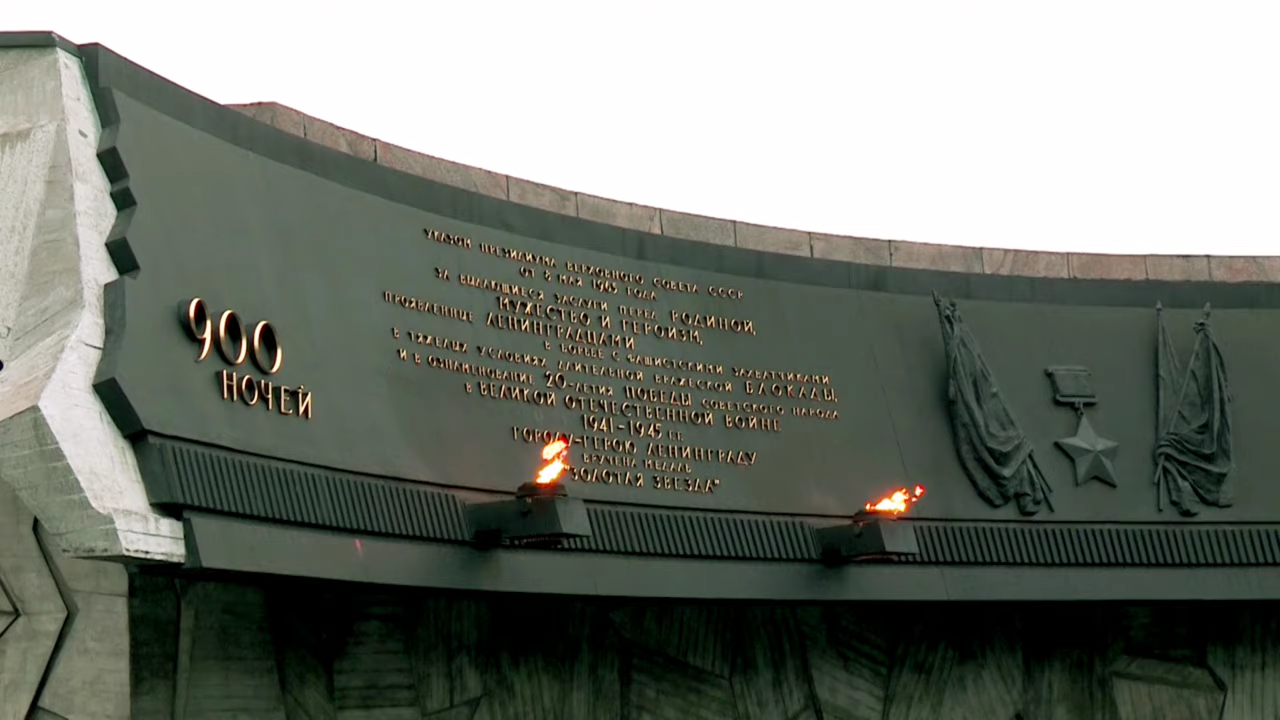 900
НОЧЕЙ
УКАЗОМ ПРЕЗИДИУМА ВЕРХОВНОГО СОВЕТА СССР
ОТ 8 МАЯ 1965 ГОДА
ЗА ВЫДАЮЩИЕСЯ ЗАСЛУГИ ПЕРЕД РОДИНОЙ,
МУЖЕСТВО И ГЕРОИЗМ,
ПРОЯВЛЕННЫЕ ЛЕНИНГРАДЦАМИ
В БОРЬБЕ С ФАШИСТСКИМИ ЗАХВАТЧИКАМИ
В ТЯЖЕЛЫХ УСЛОВИЯХ ДЛИТЕЛЬНОЙ ВРАЖЕСКОЙ БЛОКАДЫ,
И В ОЗНАМЕНОВАНИЕ 20-ЛЕТИЯ ПОБЕДЫ СОВЕТСКОГО НАРОДА
В ВЕЛИКОЙ ОТЕЧЕСТВЕННОЙ ВОЙНЕ
1941-1945 ГГ.
ГОРОДУ-ГЕРОЮ ЛЕНИНГРАДУ
ВРУЧЕНА МЕДАЛЬ
"ЗОЛОТАЯ ЗВЕЗДА"